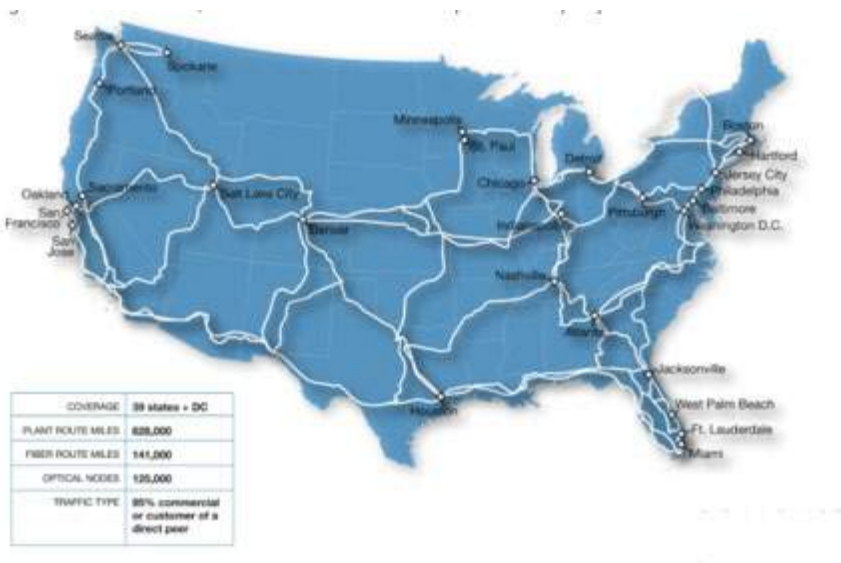 Seattle
Spokane
Portland
Minneapolis
St. Paul
Boston
Hartford
Detroit
Jersey City
Chicago
Philadelphia
Oakland
Sacramento
Salt Lake City
Baltimore
Pittsburgh
San
Francisco
Denver
Indianapolis
Washington D.C.
San
Jose
Nashville
Atlanta
Jacksonville
West Palm Beach
Houston
Ft. Lauderdale
Miami
COVERAGE 39 states + DC
PLANT ROUTE MILES 628,000
FIBER ROUTE MILES 141,000
OPTICAL NODES 125,000
TRAFFIC TYPE 85% commercial
or customer of a
direct peer